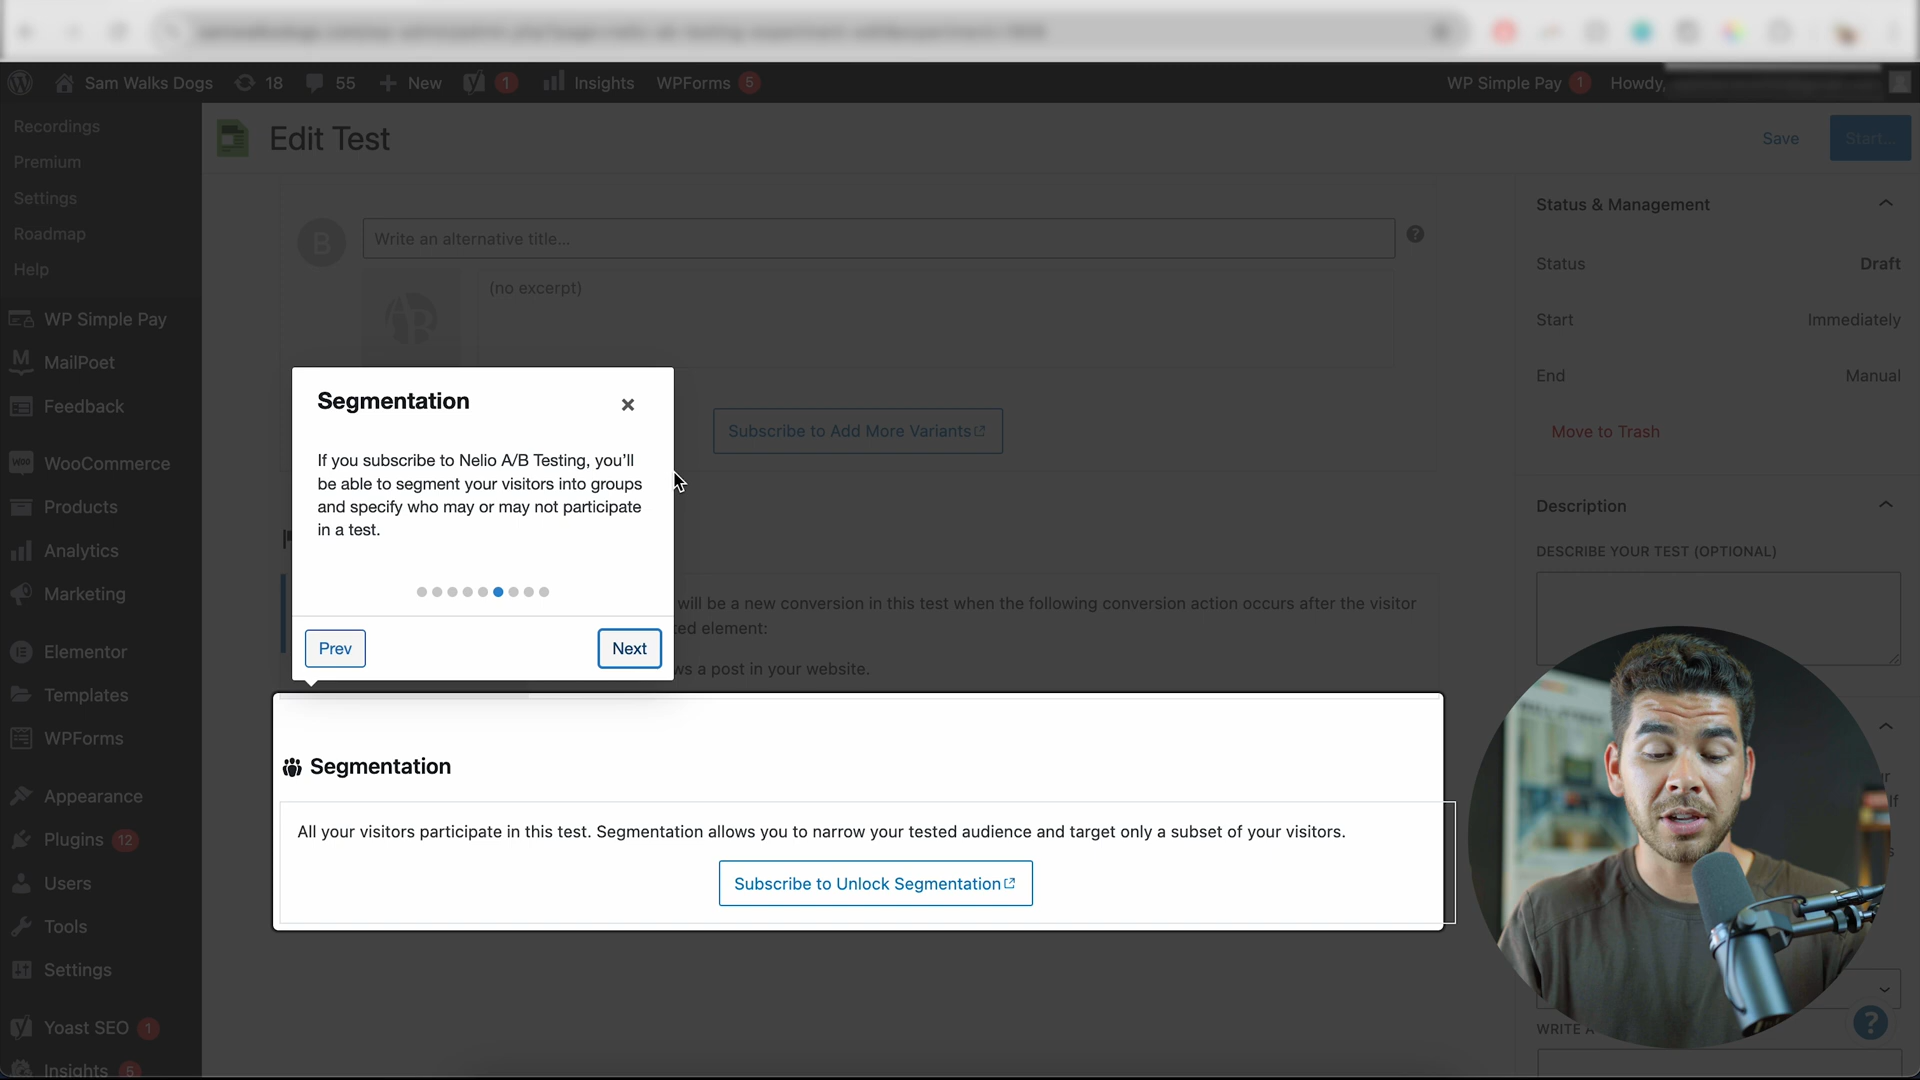 Sam Walks Dogs
18
55
New
1
Insights
WPForms
5
WP Simple Pay
1
Howdy,
Recordings
Premium
Settings
Roadmap
Help
WP Simple Pay
MailPoet
Feedback
WooCommerce
Products
Analytics
Marketing
Elementor
Templates
WPForms
Appearance
Plugins
12
Users
Tools
Settings
Yoast SEO
1
Insights
5
Edit Test
Save
Start...
B
Write an alternative title...
(no excerpt)
Subscribe to Add More Variants
Segmentation
If you subscribe to Nelio A/B Testing, you'll
be able to segment your visitors into groups
and specify who may or may not participate
in a test.
Prev
Next
will be a new conversion in this test when the following conversion action occurs after the visitor
ed element:
ws a post in your website.
Segmentation
All your visitors participate in this test. Segmentation allows you to narrow your tested audience and target only a subset of your visitors.
Subscribe to Unlock Segmentation
Status & Management
Status
Draft
Start
Immediately
End
Manual
Move to Trash
Description
DESCRIBE YOUR TEST (OPTIONAL)
WRITE A